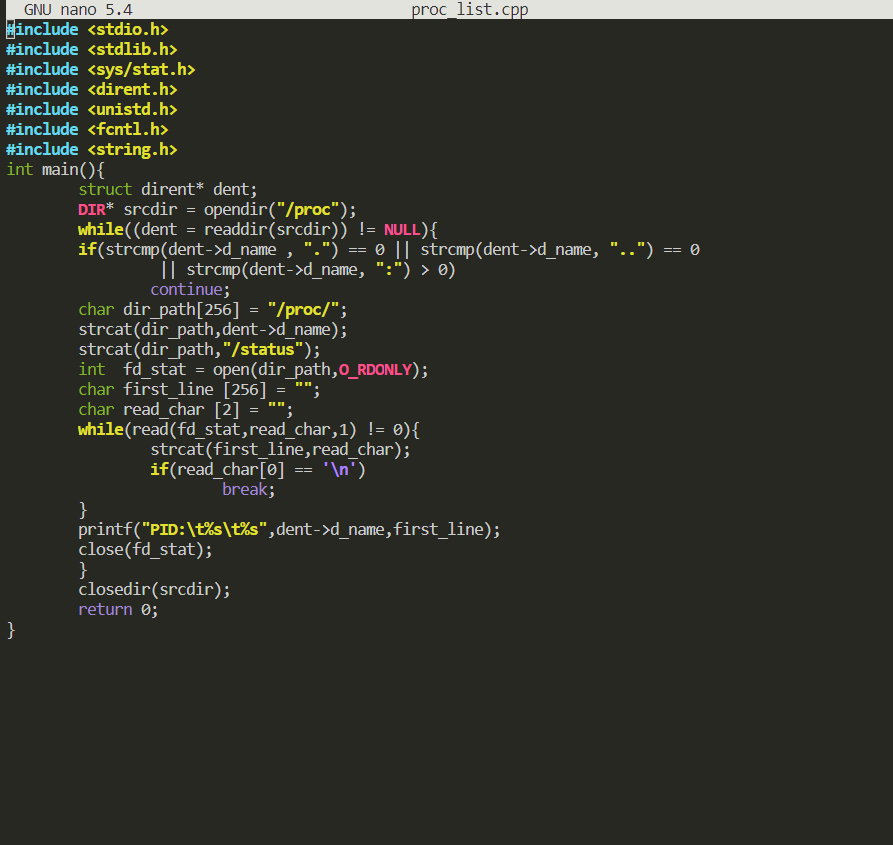 GNU nano 5.4 proc_list.cpp
#include <stdio.h>
#include <stdlib.h>
#include <sys/stat.h>
#include <dirent.h>
#include <unistd.h>
#include <fcntl.h>
#include <string.h>
int main(){
        struct dirent* dent;
        DIR* srcdir = opendir("/proc");
        while((dent = readdir(srcdir)) != NULL){
        if(strcmp(dent->d_name , ".") == 0 || strcmp(dent->d_name, "..") == 0
                 || strcmp(dent->d_name, ":") > 0)
                continue;
        char dir_path[256] = "/proc/";
        strcat(dir_path,dent->d_name);
        strcat(dir_path,"/status");
        int  fd_stat = open(dir_path,O_RDONLY);
        char first_line [256] = "";
        char read_char [2] = "";
        while(read(fd_stat,read_char,1) != 0){
                strcat(first_line,read_char);
                if(read_char[0] == '\n')
                        break;
        }
        printf("PID:\t%s\t%s",dent->d_name,first_line);
        close(fd_stat);
        }
        closedir(srcdir);
        return 0;
}